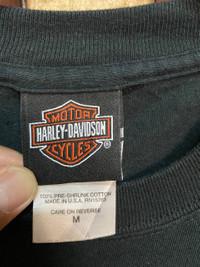 MOTOR
HARLEY-DAVIDSON
CYCLES
®
100% PRE-SHRUNK COTTON
MADE IN U.S.A.
CARE ON REVERSE
M